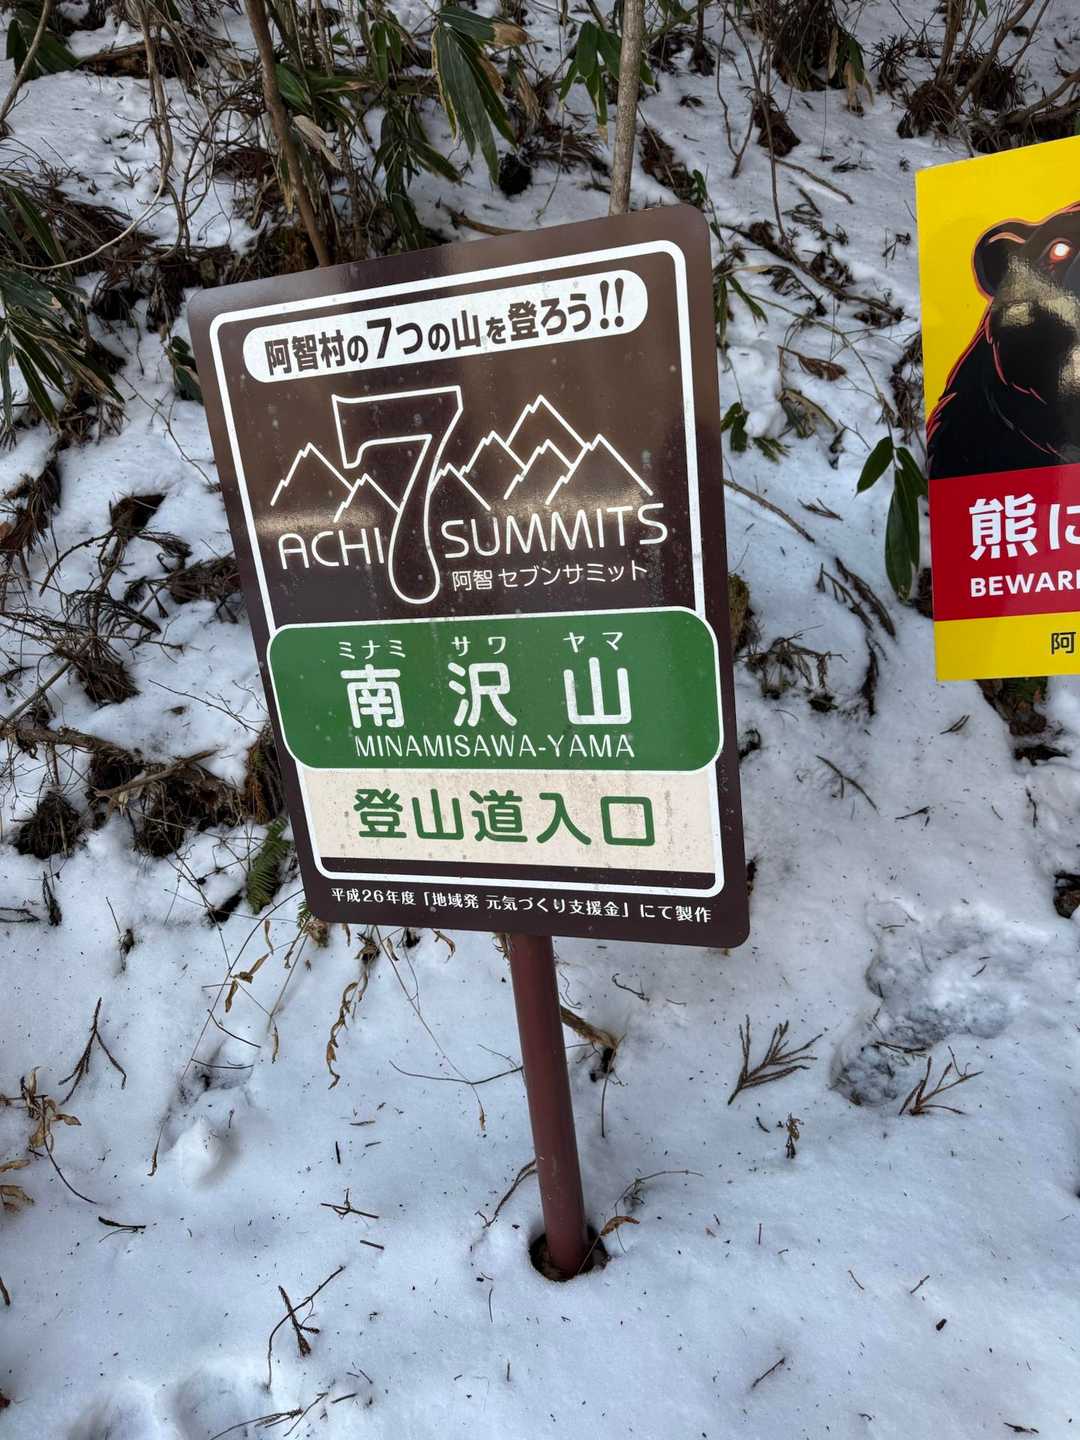 阿智村の7つの山を登ろう!!
7
ACHI SUMMITS
阿智 セブンサミット
ミナミ サワ ヤマ
南沢山
MINAMISAWA-YAMA
登山道入口
平成26年度「地域発 元気づくり支援金」にて製作
熊に
BEWARE
阿